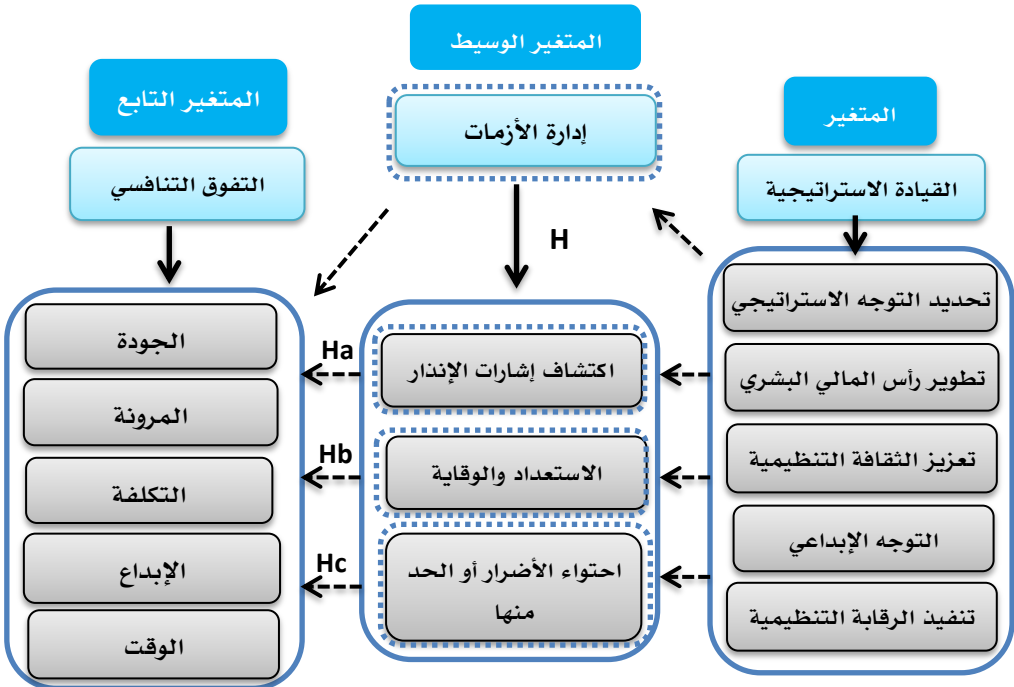 المتغير
القيادة الاستراتيجية
تحديد التوجه الاستراتيجي
تطوير رأس المالي البشري
تعزيز الثقافة التنظيمية
التوجه الإبداعي
تنفيذ الرقابة التنظيمية
المتغير الوسيط
إدارة الأزمات
H
اكتشاف إشارات الإنذار
الاستعداد والوقاية
احتواء الأضرار أو الحد
منها
Ha
Hb
Hc
المتغير التابع
التفوق التنافسي
الجودة
المرونة
التكلفة
الإبداع
الوقت